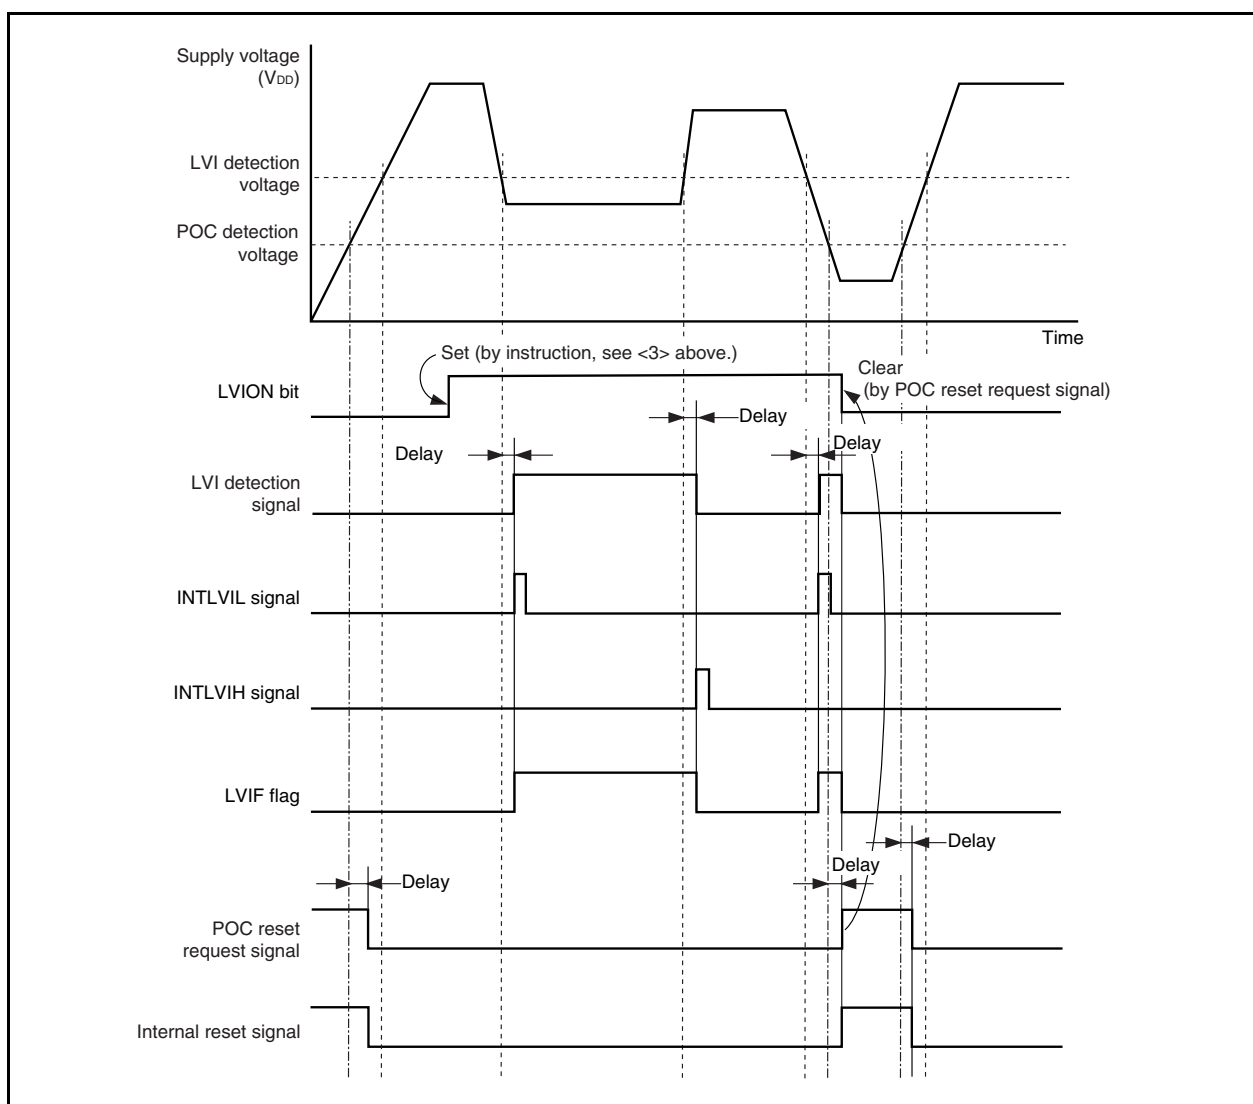 Supply voltage
(VDD)
LVI detection
voltage
POC detection
voltage
Time
Set (by instruction, see <3> above.)
Clear
(by POC reset request signal)
LVION bit
Delay
Delay
Delay
LVI detection
signal
INTLVIL signal
INTLVIH signal
LVIF flag
Delay
Delay
Delay
POC reset
request signal
Internal reset signal